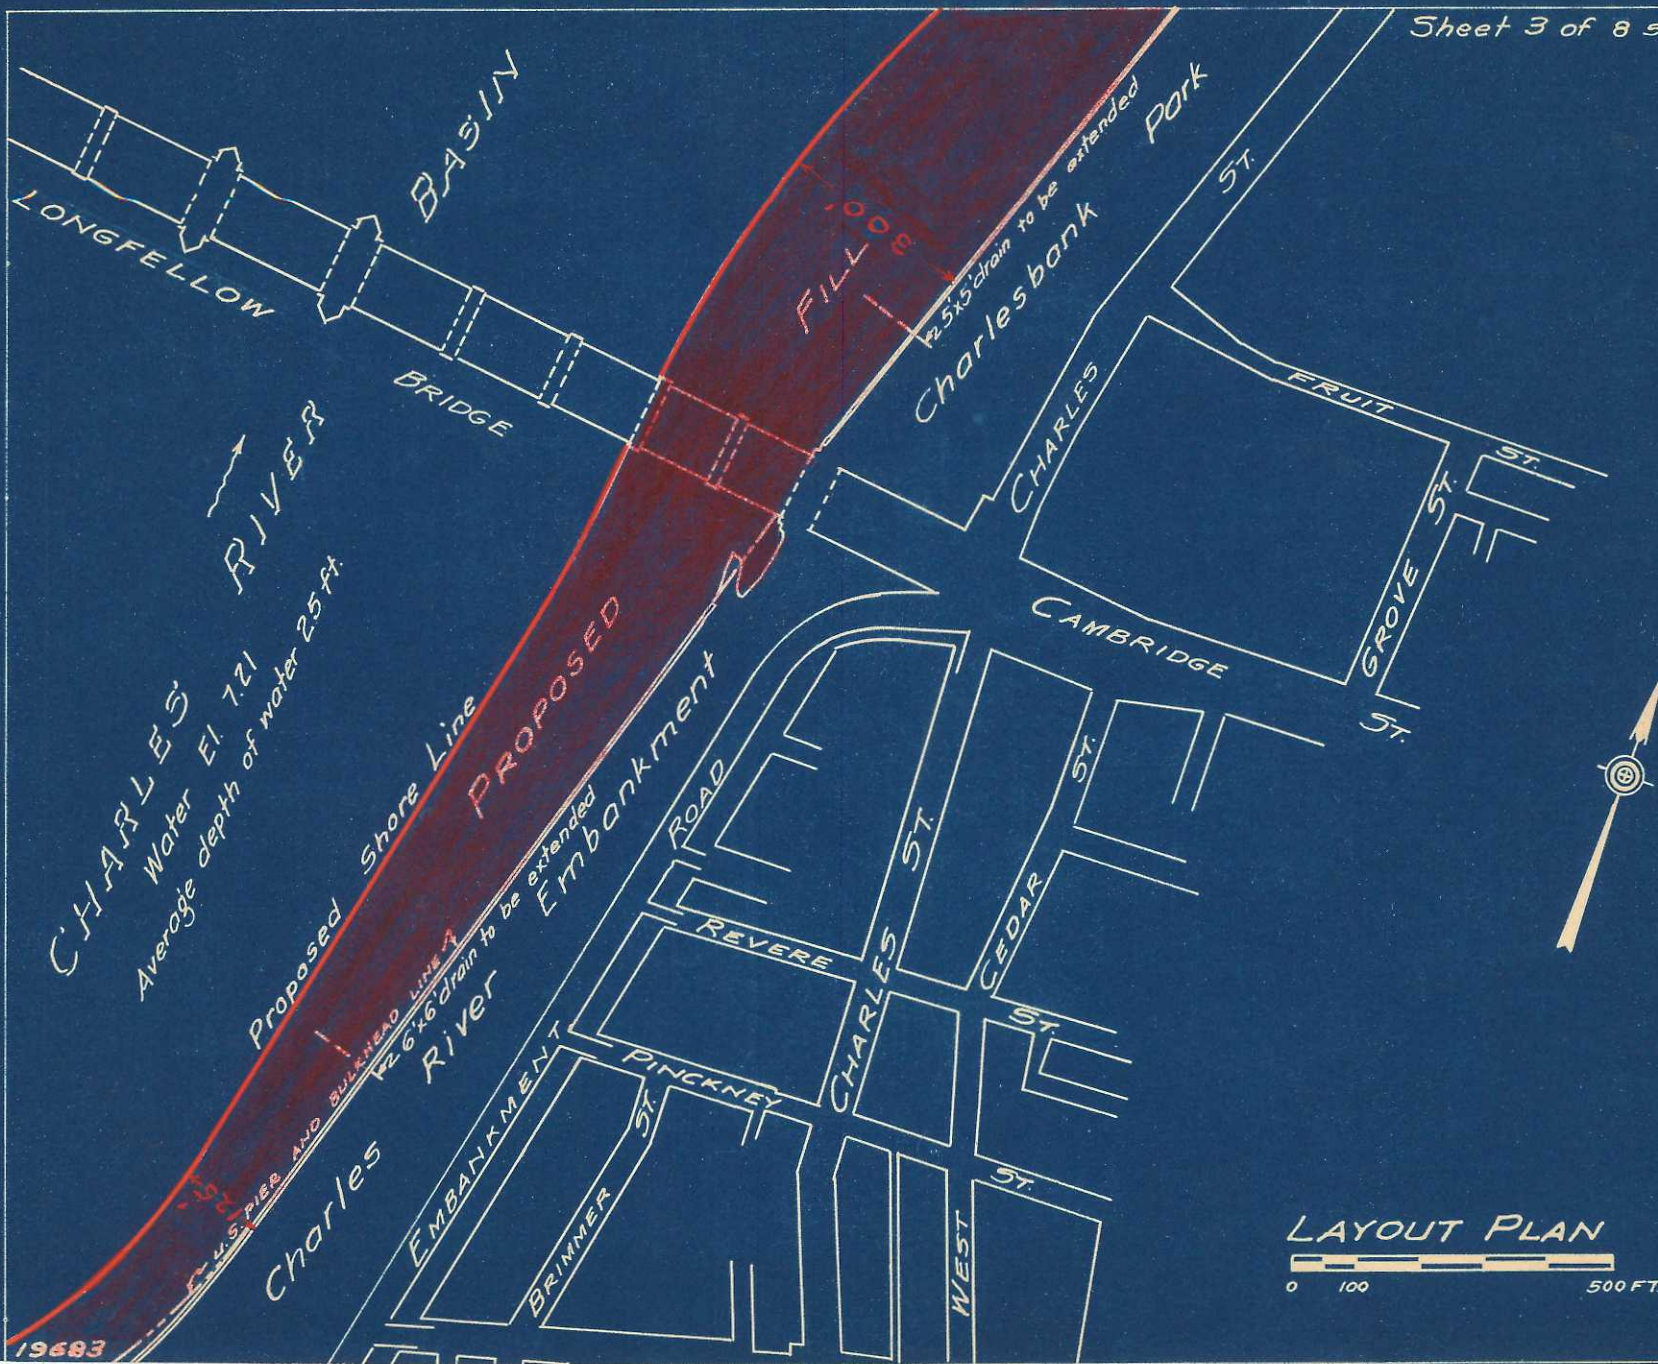 Sheet 3 of 8
BASIN
LONGFELLOW
BRIDGE
CHARLES
RIVER
Water El. 7.21
Average depth of water 25 ft.
300'
PROPOSED
FILL
5'x5' drain to be extended
Charlesbank Park
CHARLES ST.
FRUIT ST.
GROVE ST.
CAMBRIDGE ST.
Proposed Shore Line
U.S. PIER AND BULKHEAD LINE
6'x6' drain to be extended
Charles River Embankment
125'
EMBANKMENT ROAD
CHARLES ST.
CEDAR ST.
REVERE ST.
PINCKNEY ST.
BRIMMER ST.
WEST
LAYOUT PLAN
0 100 500 FT.
19683